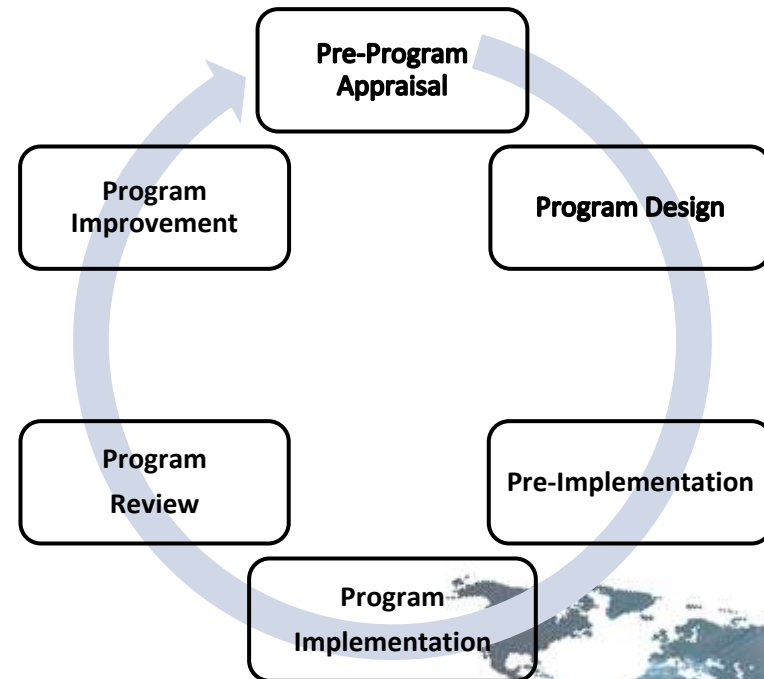 Pre-Program
Appraisal
Program Design
Pre-Implementation
Program
Implementation
Program
Review
Program
Improvement